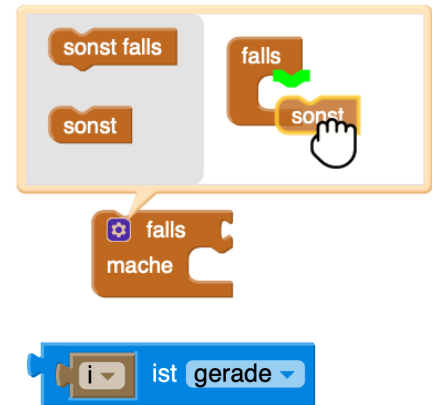 sonst falls
falls
sonst
sonst
falls
mache
i ist gerade